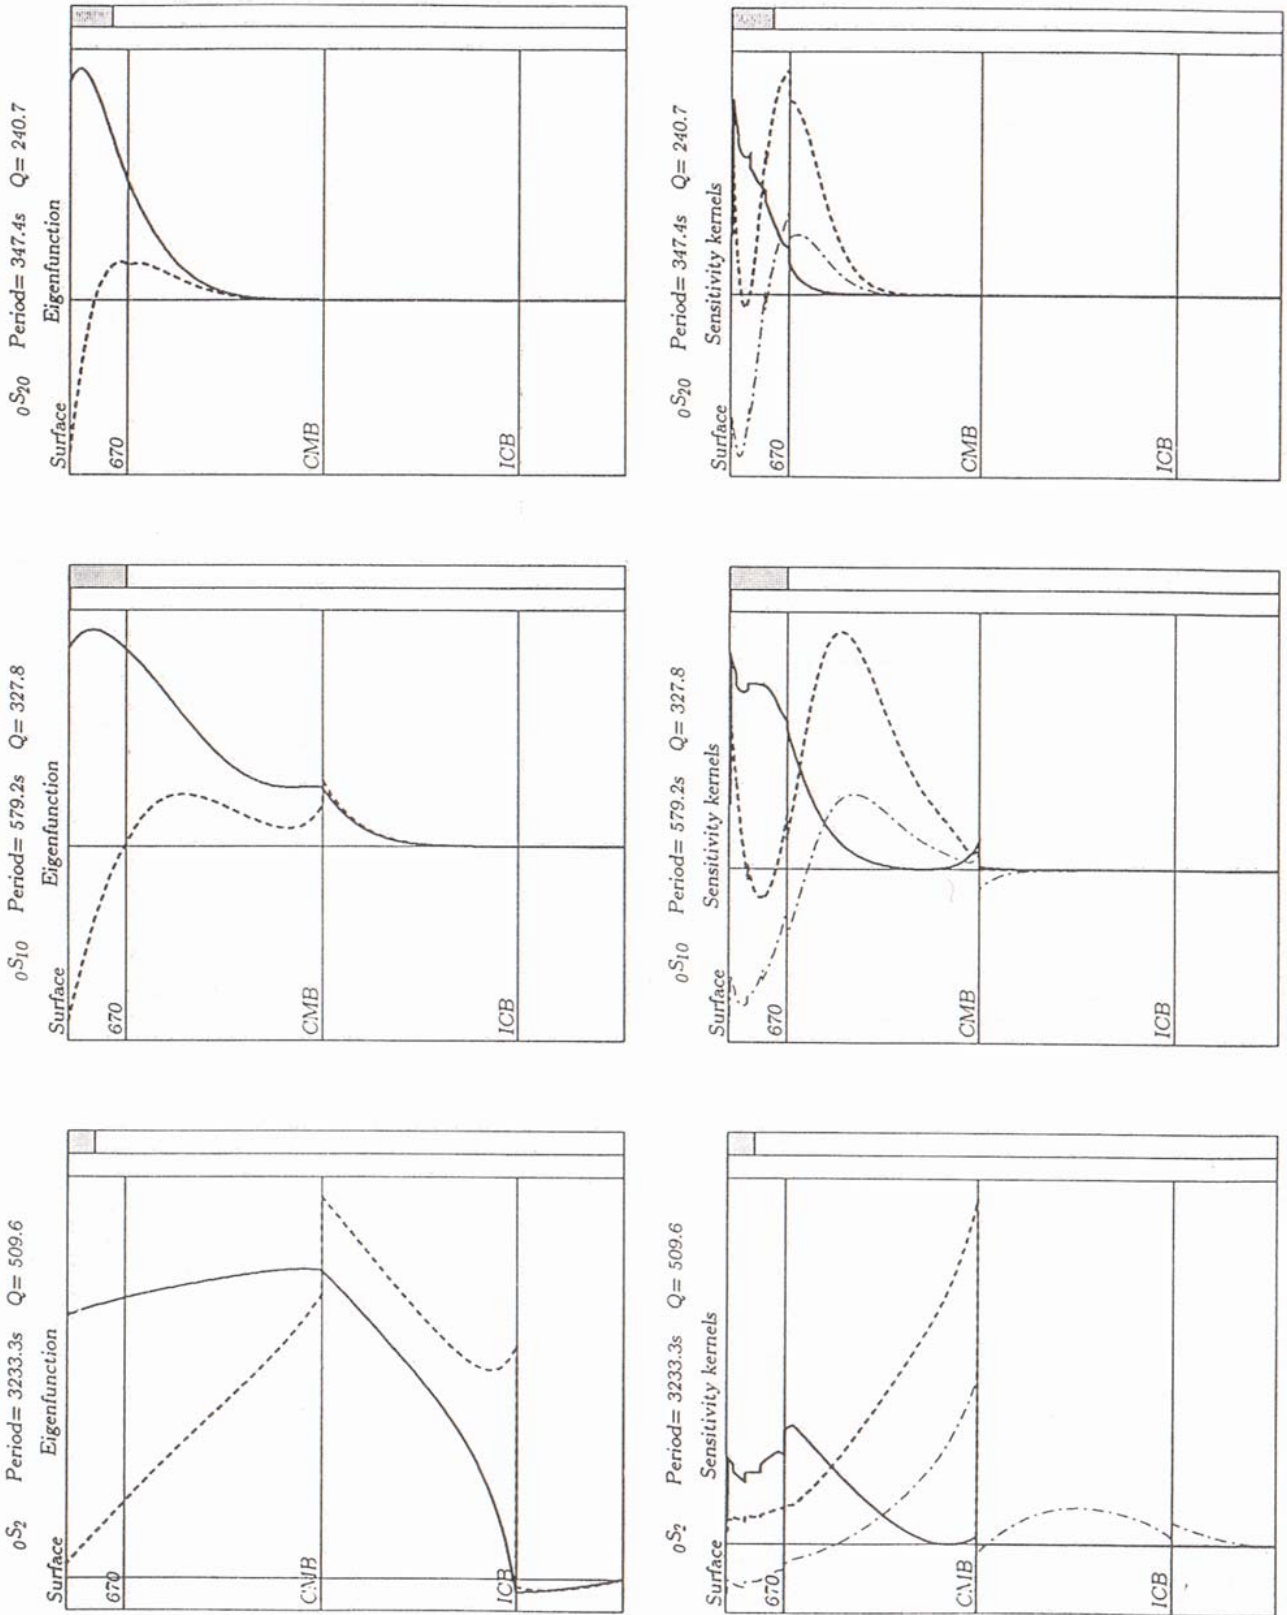 ₀S₂ Period= 3233.3s Q= 509.6
Eigenfunction
Surface
670
CMB
ICB
₀S₁₀ Period= 579.2s Q= 327.8
Eigenfunction
Surface
670
CMB
ICB
₀S₂₀ Period= 347.4s Q= 240.7
Eigenfunction
Surface
670
CMB
ICB
₀S₂ Period= 3233.3s Q= 509.6
Sensitivity kernels
Surface
670
CMB
ICB
₀S₁₀ Period= 579.2s Q= 327.8
Sensitivity kernels
Surface
670
CMB
ICB
₀S₂₀ Period= 347.4s Q= 240.7
Sensitivity kernels
Surface
670
CMB
ICB